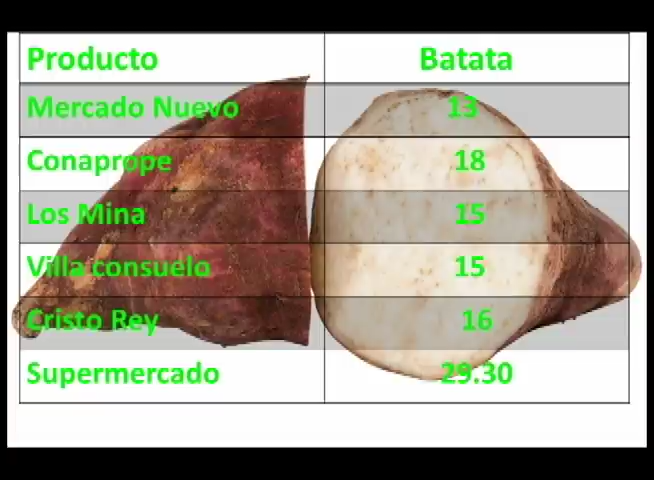 Producto Batata
Mercado Nuevo 13
Conaprope 18
Los Mina 15
Villa consuelo 15
Cristo Rey 16
Supermercado 29.30